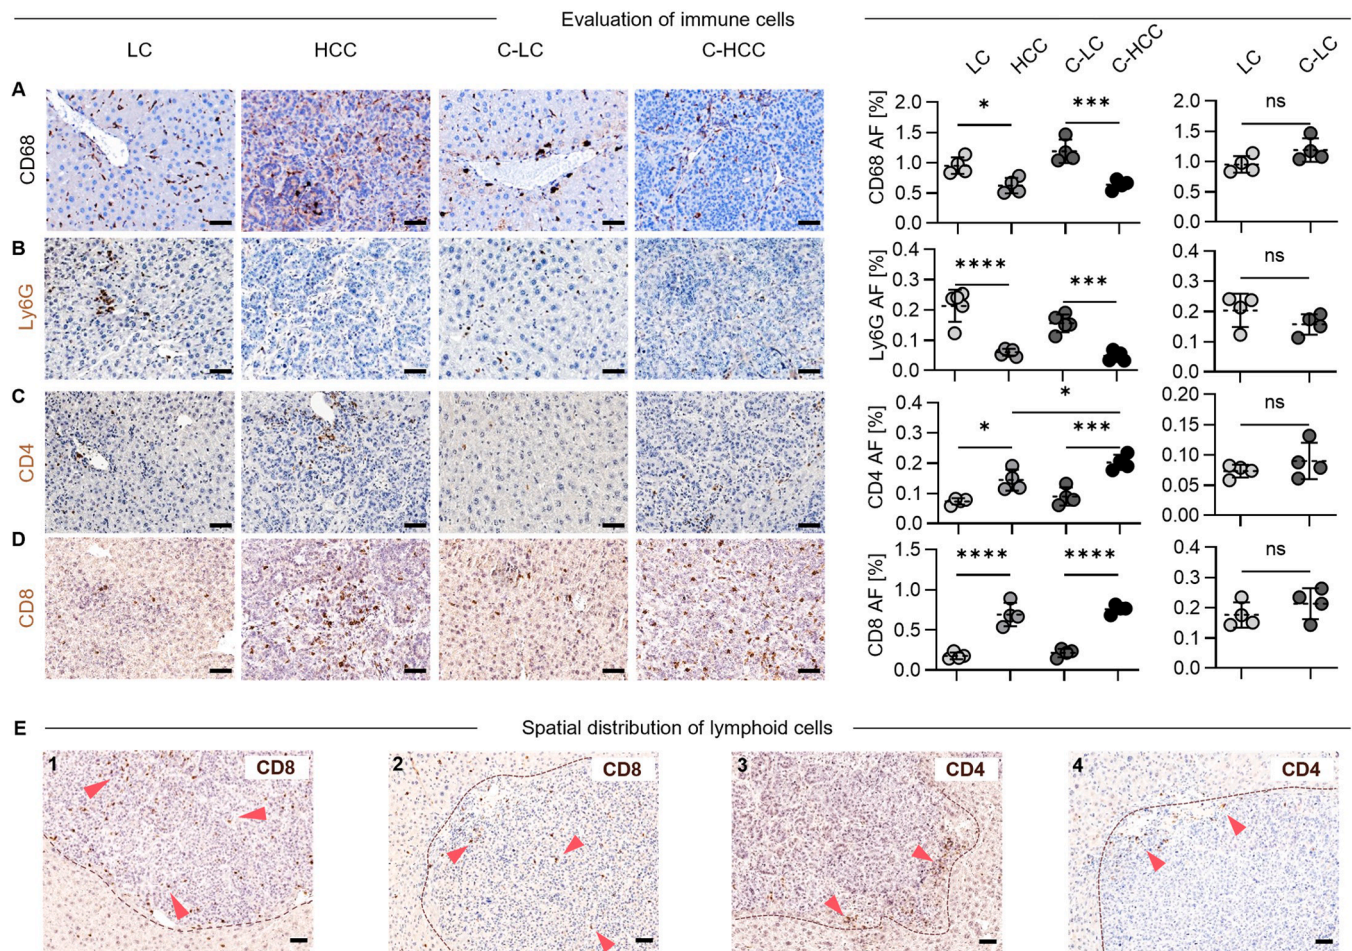 Evaluation of immune cells
LC HCC C-LC C-HCC
LC HCC C-LC C-HCC LC C-LC
A
CD68
CD68 AF [%]
2.0
1.5
1.0
0.5
0.0
* ***
2.0
1.5
1.0
0.5
0.0
ns
B
Ly6G
Ly6G AF [%]
0.4
0.3
0.2
0.1
0.0
**** ***
0.4
0.3
0.2
0.1
0.0
ns
C
CD4
CD4 AF [%]
0.4
0.3
0.2
0.1
0.0
*
* ***
0.20
0.15
0.10
0.05
0.00
ns
D
CD8
CD8 AF [%]
1.5
1.0
0.5
0.0
**** ****
0.4
0.3
0.2
0.1
0.0
ns
E Spatial distribution of lymphoid cells
1 CD8
2 CD8
3 CD4
4 CD4